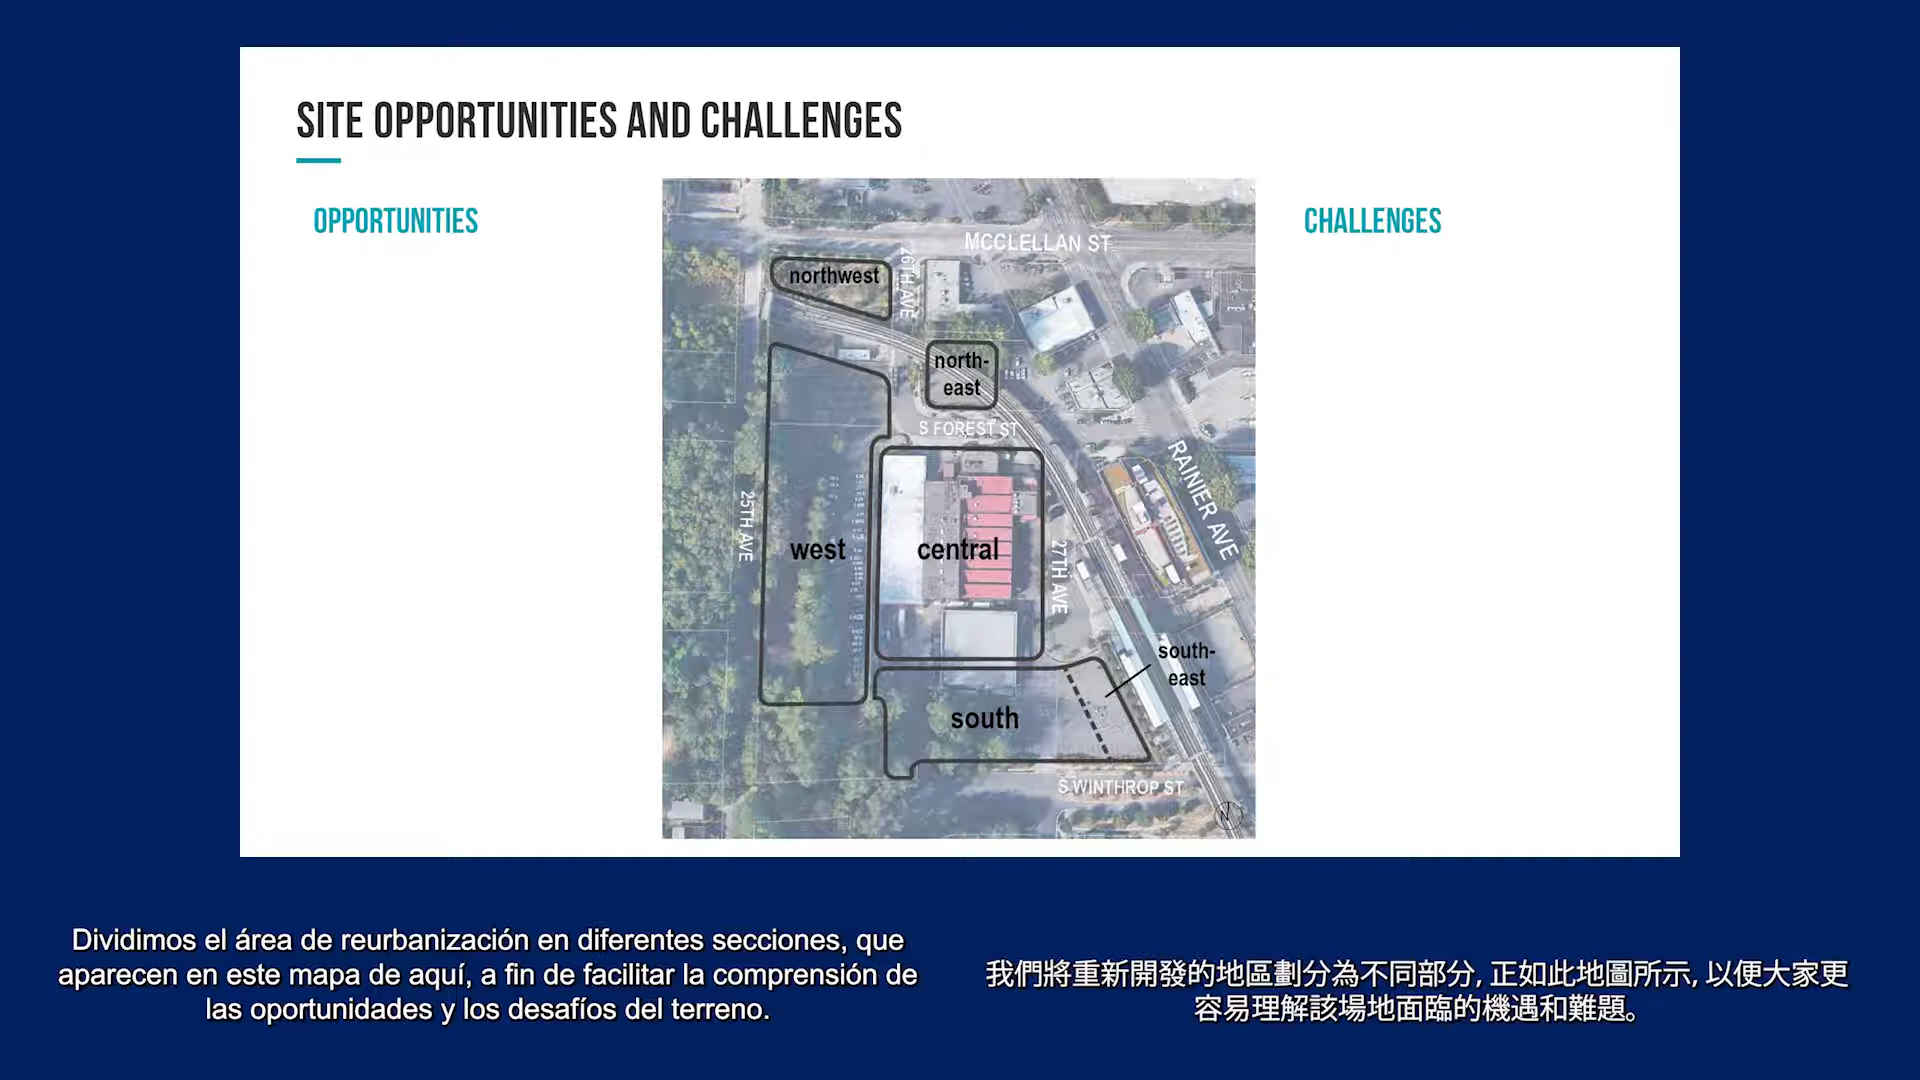 SITE OPPORTUNITIES AND CHALLENGES
OPPORTUNITIES
CHALLENGES
MCCLELLAN ST
northwest
26TH AVE
north-
east
S FOREST ST
RAINIER AVE
25TH AVE
west
central
27TH AVE
south-
east
south
S WINTHROP ST
N
Dividimos el área de reurbanización en diferentes secciones, que
aparecen en este mapa de aquí, a fin de facilitar la comprensión de
las oportunidades y los desafíos del terreno.
我們將重新開發的地區劃分為不同部分, 正如此地圖所示, 以便大家更
容易理解該場地面臨的機遇和難題。